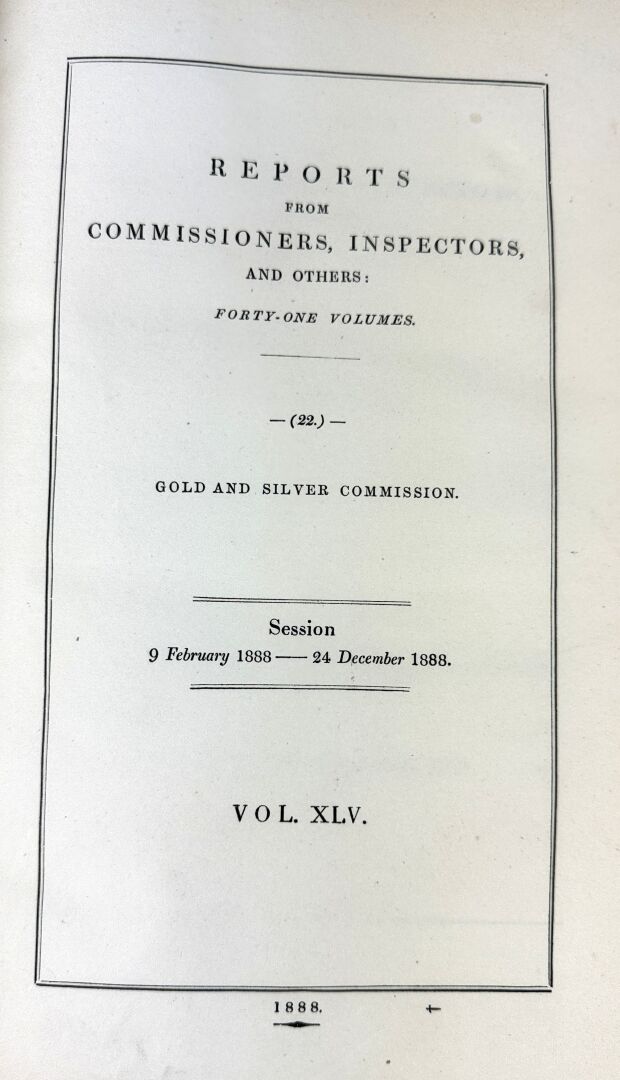 REPORTS
FROM
COMMISSIONERS, INSPECTORS,
AND OTHERS:
FORTY-ONE VOLUMES.
—(22.)—
GOLD AND SILVER COMMISSION.
Session
9 February 1888 —— 24 December 1888.
VOL. XLV.
1888.